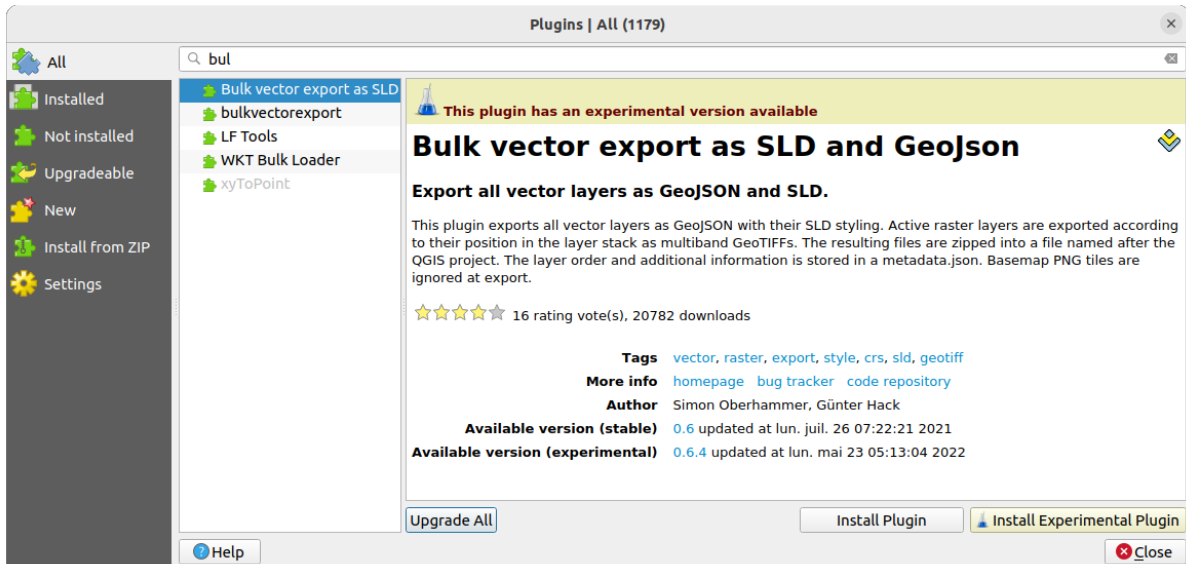 Plugins | All (1179)
All
bul
Installed
Not installed
Upgradeable
New
Install from ZIP
Settings
Bulk vector export as SLD
bulkvectorexport
LF Tools
WKT Bulk Loader
xyToPoint
This plugin has an experimental version available
Bulk vector export as SLD and GeoJson
Export all vector layers as GeoJSON and SLD.
This plugin exports all vector layers as GeoJSON with their SLD styling. Active raster layers are exported according
to their position in the layer stack as multiband GeoTIFFs. The resulting files are zipped into a file named after the
QGIS project. The layer order and additional information is stored in a metadata.json. Basemap PNG tiles are
ignored at export.
16 rating vote(s), 20782 downloads
Tags vector, raster, export, style, crs, sld, geotiff
More info homepage bug tracker code repository
Author Simon Oberhammer, Günter Hack
Available version (stable) 0.6 updated at lun. juil. 26 07:22:21 2021
Available version (experimental) 0.6.4 updated at lun. mai 23 05:13:04 2022
Upgrade All
Install Plugin
Install Experimental Plugin
Help
Close